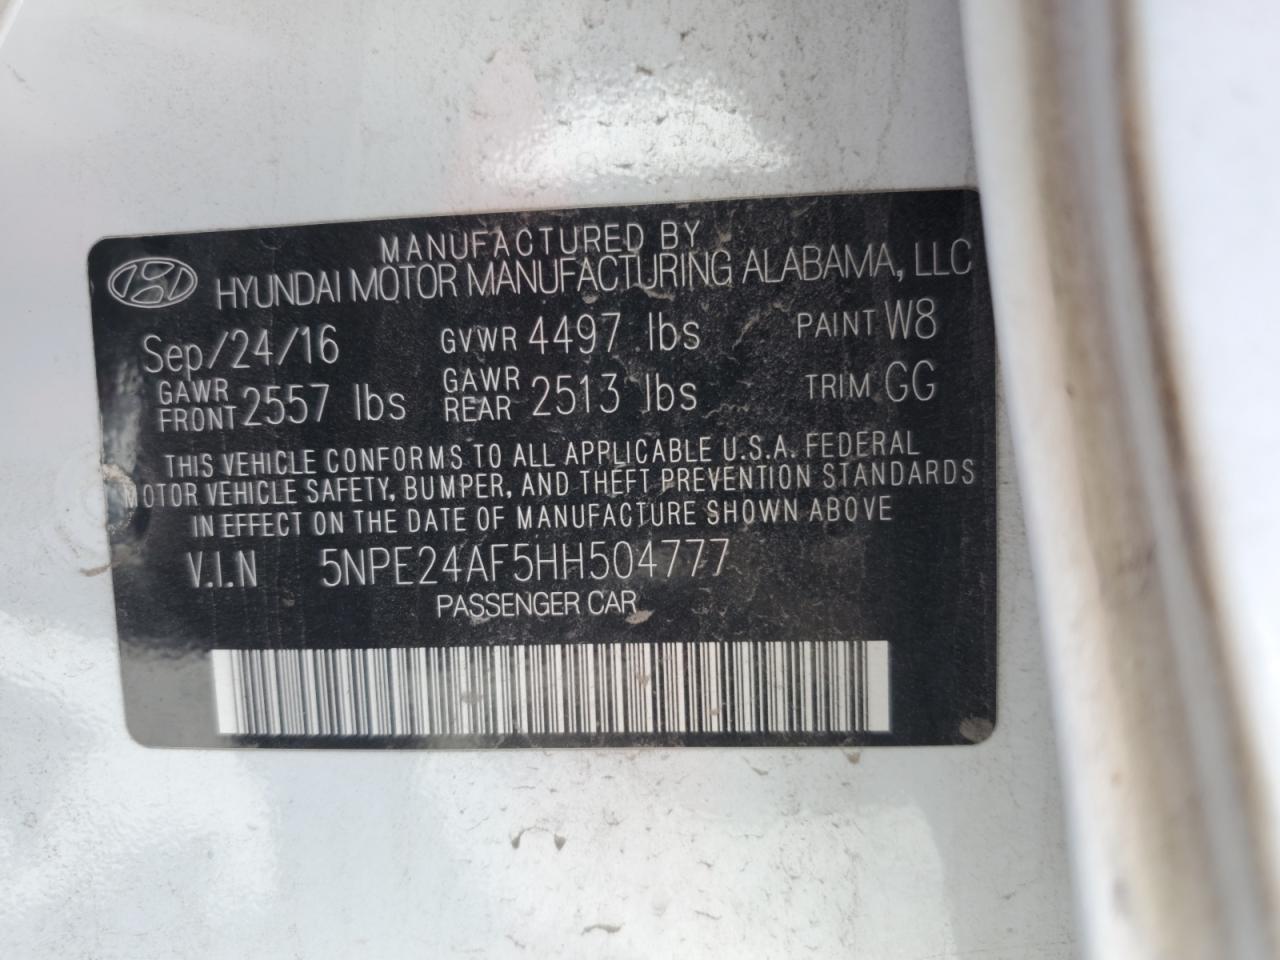 MANUFACTURED BY
HYUNDAI MOTOR MANUFACTURING ALABAMA, LLC
Sep/24/16 GVWR 4497 lbs PAINT W8
GAWR FRONT 2557 lbs GAWR REAR 2513 lbs TRIM GG
THIS VEHICLE CONFORMS TO ALL APPLICABLE U.S.A. FEDERAL
MOTOR VEHICLE SAFETY, BUMPER, AND THEFT PREVENTION STANDARDS
IN EFFECT ON THE DATE OF MANUFACTURE SHOWN ABOVE
V.I.N 5NPE24AF5HH504777
PASSENGER CAR